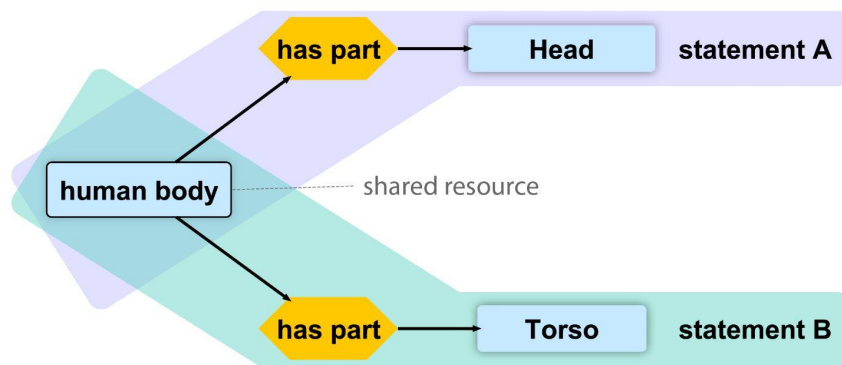 has part
Head
statement A
human body
shared resource
has part
Torso
statement B